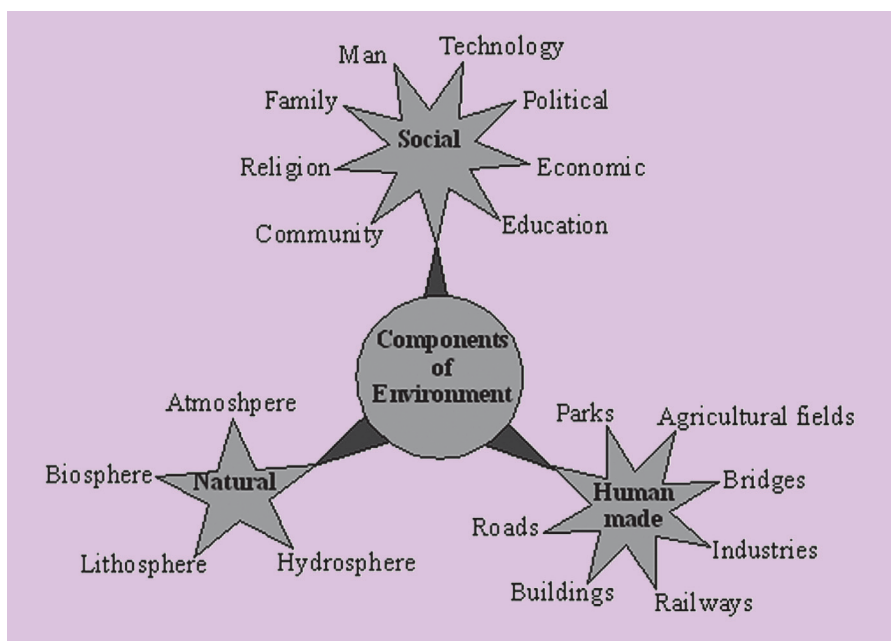 Man
Technology
Family
Political
Social
Religion
Economic
Community
Education
Components
of
Environment
Atmoshpere
Biosphere
Natural
Lithosphere
Hydrosphere
Parks
Agricultural fields
Bridges
Human
made
Roads
Industries
Buildings
Railways